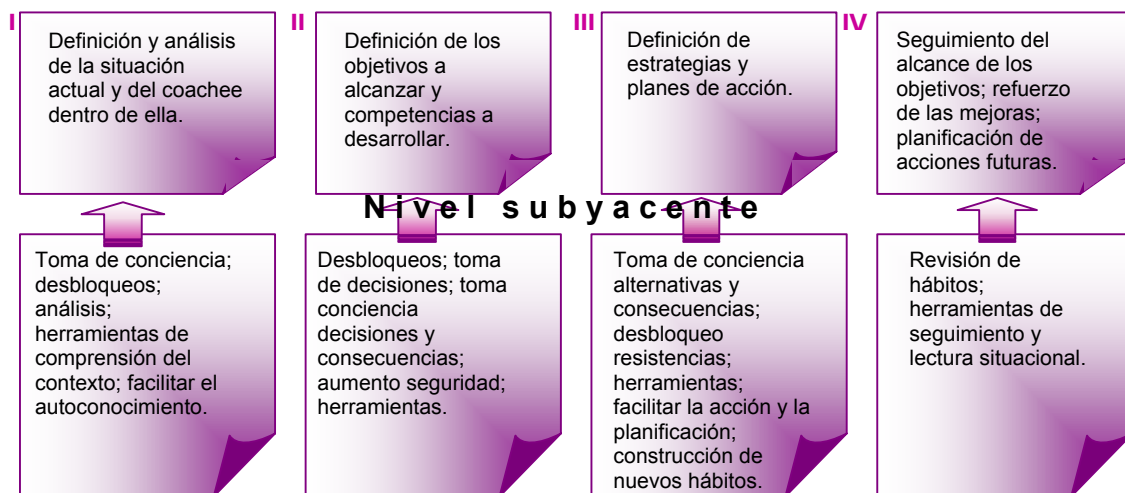 I
Definición y análisis
de la situación
actual y del coachee
dentro de ella.
II
Definición de los
objetivos a
alcanzar y
competencias a
desarrollar.
III
Definición de
estrategias y
planes de acción.
IV
Seguimiento del
alcance de los
objetivos; refuerzo
de las mejoras;
planificación de
acciones futuras.
Nivel subyacente
Toma de conciencia;
desbloqueos;
análisis;
herramientas de
comprensión del
contexto; facilitar el
autoconocimiento.
Desbloqueos; toma
de decisiones; toma
conciencia
decisiones y
consecuencias;
aumento seguridad;
herramientas.
Toma de conciencia
alternativas y
consecuencias;
desbloqueo
resistencias;
herramientas;
facilitar la acción y la
planificación;
construcción de
nuevos hábitos.
Revisión de
hábitos;
herramientas de
seguimiento y
lectura situacional.